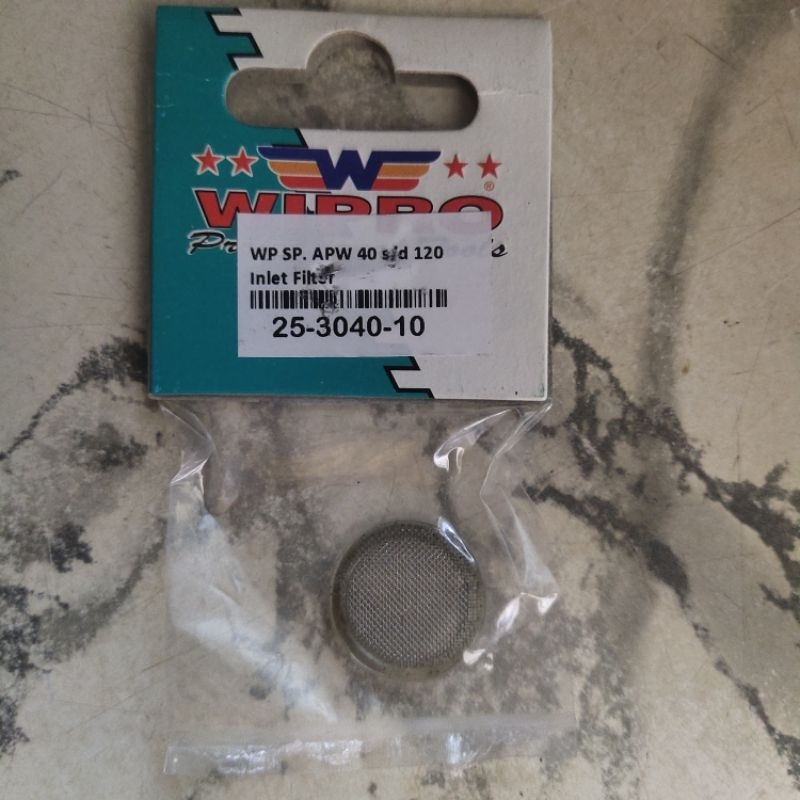 W
WIPRO
®
WP SP. APW 40 s/d 120
Inlet Filter
25-3040-10